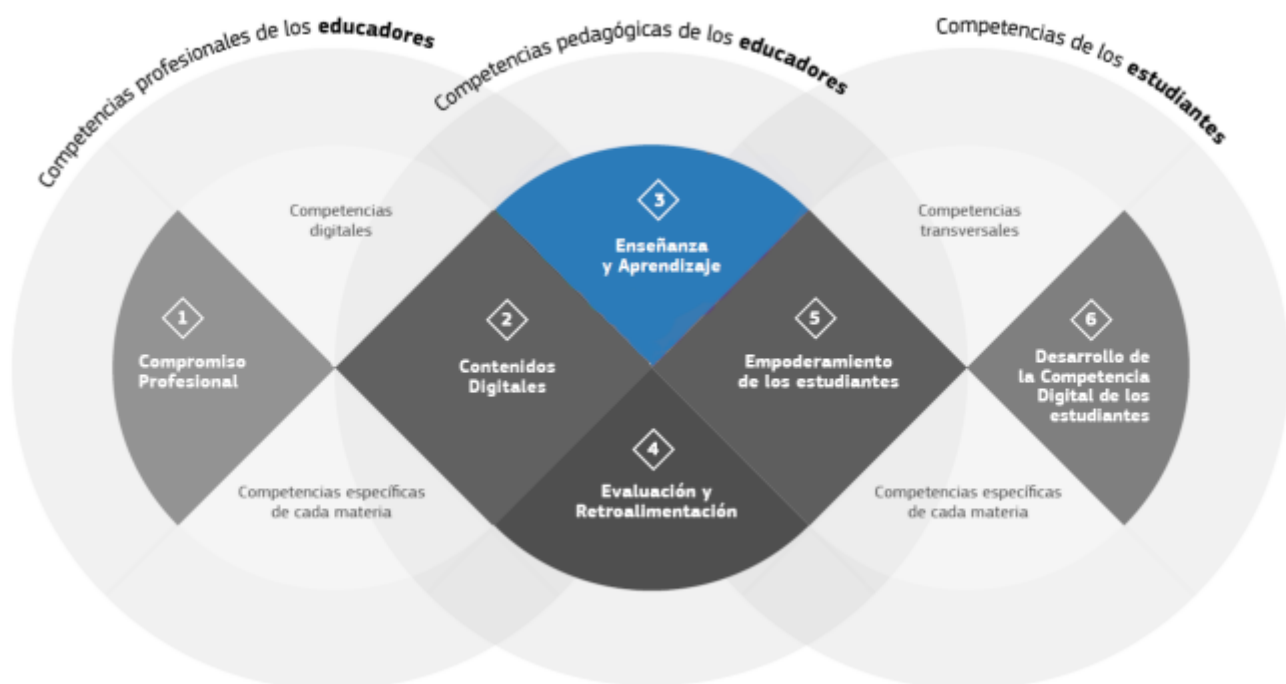 Competencias profesionales de los educadores
Competencias pedagógicas de los educadores
Competencias de los estudiantes
Competencias
digitales
3
Enseñanza
y Aprendizaje
Competencias
transversales
1
Compromiso
Profesional
2
Contenidos
Digitales
5
Empoderamiento
de los estudiantes
6
Desarrollo de
la Competencia
Digital de los
estudiantes
Competencias específicas
de cada materia
4
Evaluación y
Retroalimentación
Competencias específicas
de cada materia